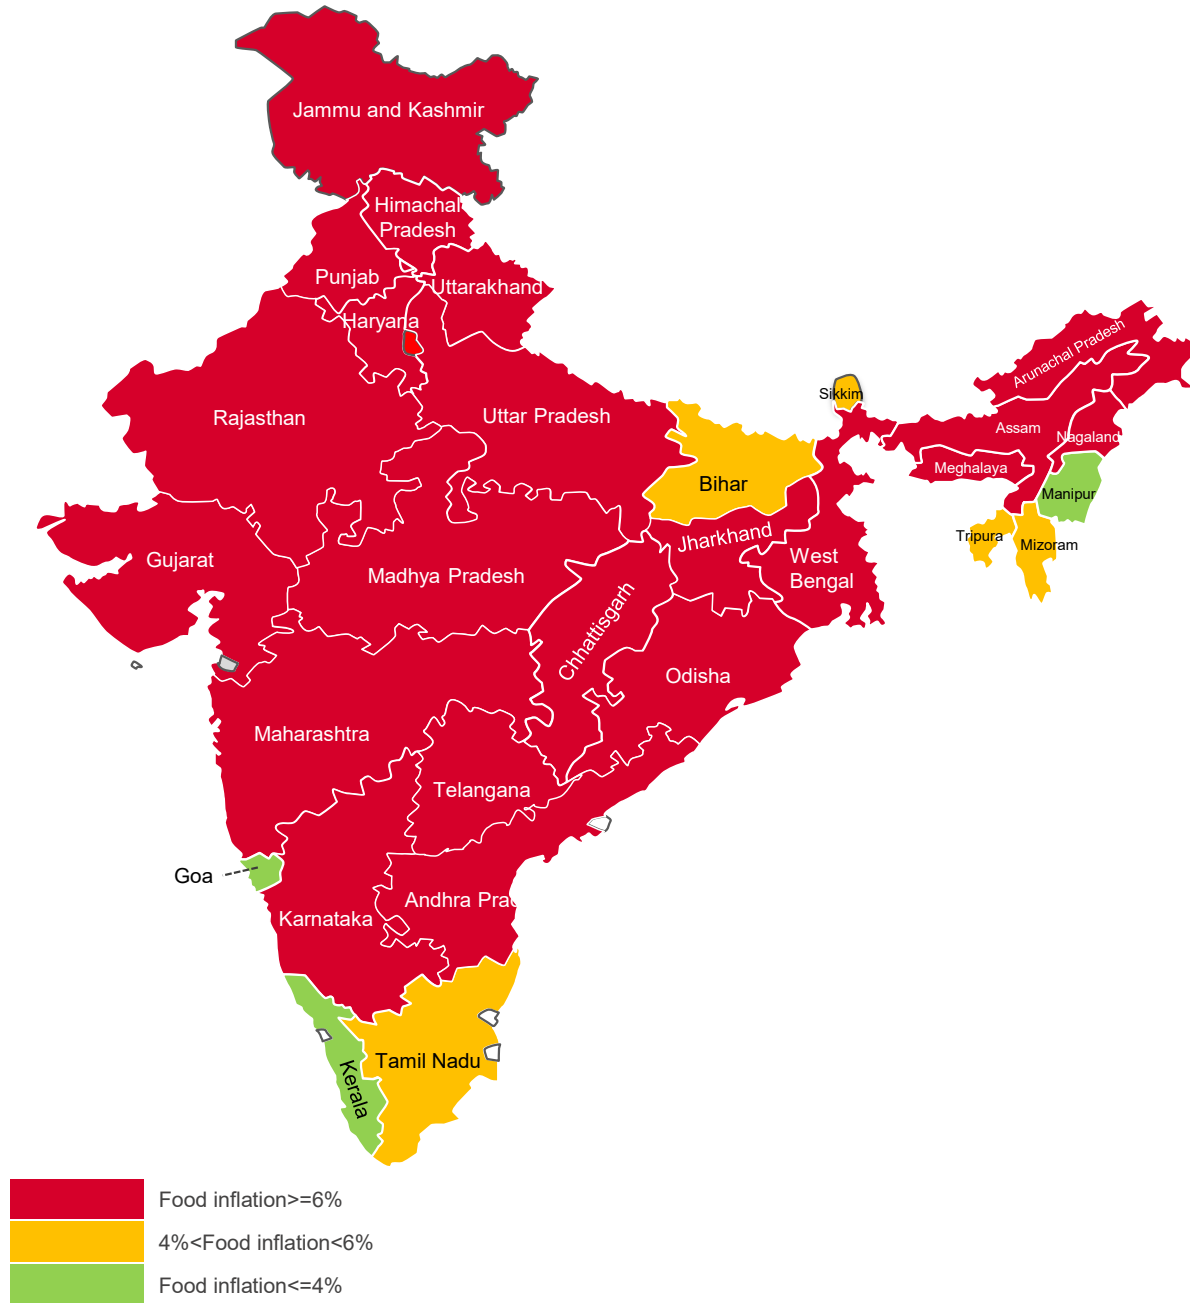 Jammu and Kashmir
Himachal
Pradesh
Punjab
Uttarakhand
Haryana
Arunachal Pradesh
Sikkim
Rajasthan
Uttar Pradesh
Assam
Nagaland
Meghalaya
Bihar
Manipur
Jharkhand
Tripura
Mizoram
Gujarat
Madhya Pradesh
West
Bengal
Chhattisgarh
Odisha
Maharashtra
Telangana
Goa
Andhra Prad
Karnataka
Tamil Nadu
Kerala
Food inflation>=6%
4%<Food inflation<6%
Food inflation<=4%